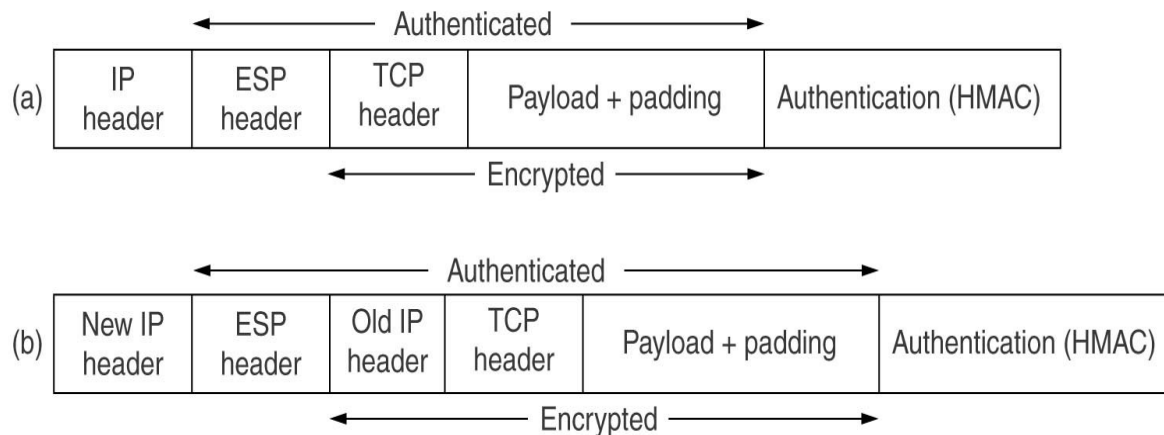 Authenticated
(a)
IP header
ESP header
TCP header
Payload + padding
Authentication (HMAC)
Encrypted
Authenticated
(b)
New IP header
ESP header
Old IP header
TCP header
Payload + padding
Authentication (HMAC)
Encrypted